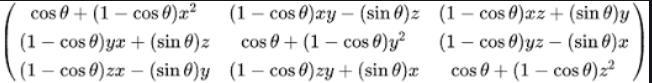 cos θ + (1 − cos θ)x² (1 − cos θ)xy − (sin θ)z (1 − cos θ)xz + (sin θ)y
(1 − cos θ)yx + (sin θ)z cos θ + (1 − cos θ)y² (1 − cos θ)yz − (sin θ)x
(1 − cos θ)zx − (sin θ)y (1 − cos θ)zy + (sin θ)x cos θ + (1 − cos θ)z²